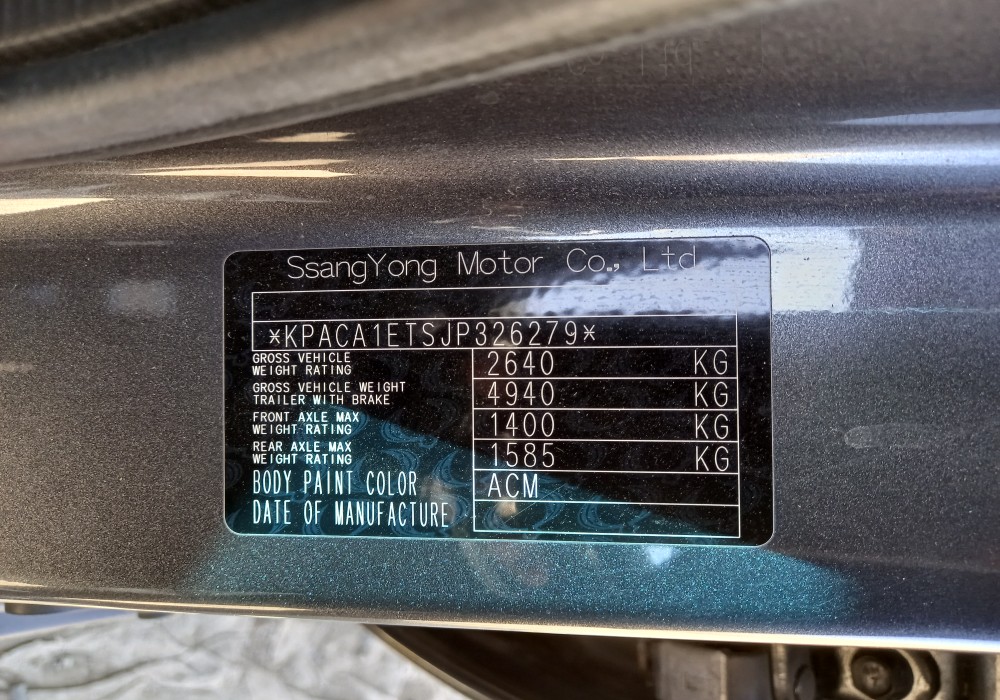 SsangYong Motor Co., Ltd
*KPACA1ETSJP326279*
GROSS VEHICLE
WEIGHT RATING 2640 KG
GROSS VEHICLE WEIGHT
TRAILER WITH BRAKE 4940 KG
FRONT AXLE MAX
WEIGHT RATING 1400 KG
REAR AXLE MAX
WEIGHT RATING 1585 KG
BODY PAINT COLOR ACM
DATE OF MANUFACTURE